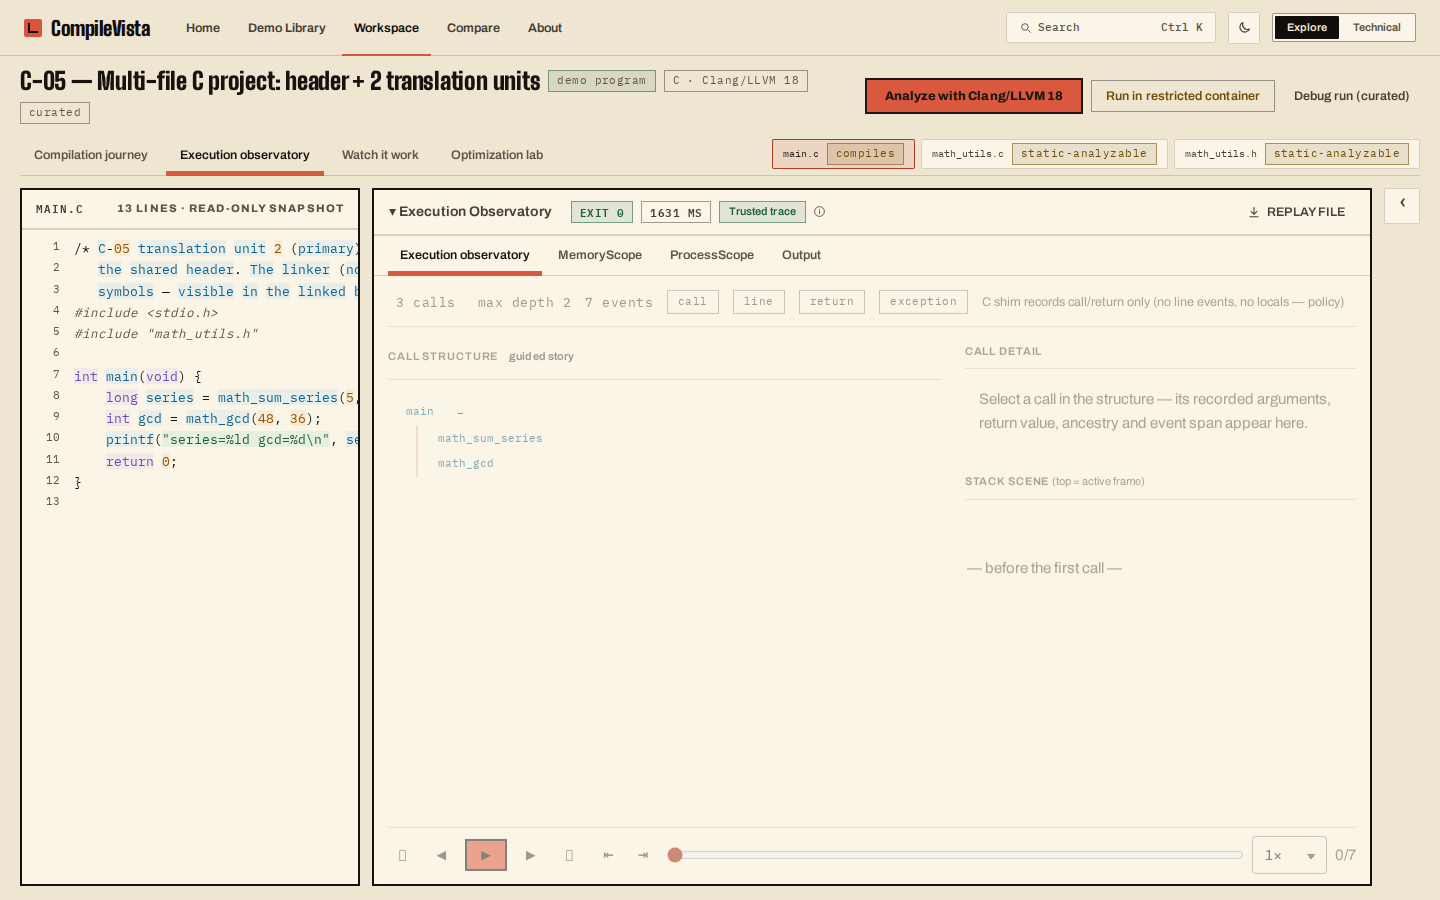 CompileVista Home Demo Library Workspace Compare About Search Ctrl K Explore Technical
C-05 — Multi-file C project: header + 2 translation units demo program C · Clang/LLVM 18
curated
Analyze with Clang/LLVM 18 Run in restricted container Debug run (curated)
Compilation journey Execution observatory Watch it work Optimization lab
main.c compiles math_utils.c static-analyzable math_utils.h static-analyzable
MAIN.C 13 LINES · READ-ONLY SNAPSHOT
1 /* C-05 translation unit 2 (primary)
2 the shared header. The linker (no
3 symbols — visible in the linked b
4 #include <stdio.h>
5 #include "math_utils.h"
6
7 int main(void) {
8 long series = math_sum_series(5,
9 int gcd = math_gcd(48, 36);
10 printf("series=%ld gcd=%d\n", se
11 return 0;
12 }
13
▾ Execution Observatory EXIT 0 1631 MS Trusted trace REPLAY FILE
Execution observatory MemoryScope ProcessScope Output
3 calls max depth 2 7 events call line return exception C shim records call/return only (no line events, no locals — policy)
CALL STRUCTURE guided story
main —
math_sum_series
math_gcd
CALL DETAIL
Select a call in the structure — its recorded arguments,
return value, ancestry and event span appear here.
STACK SCENE (top = active frame)
— before the first call —
1× 0/7